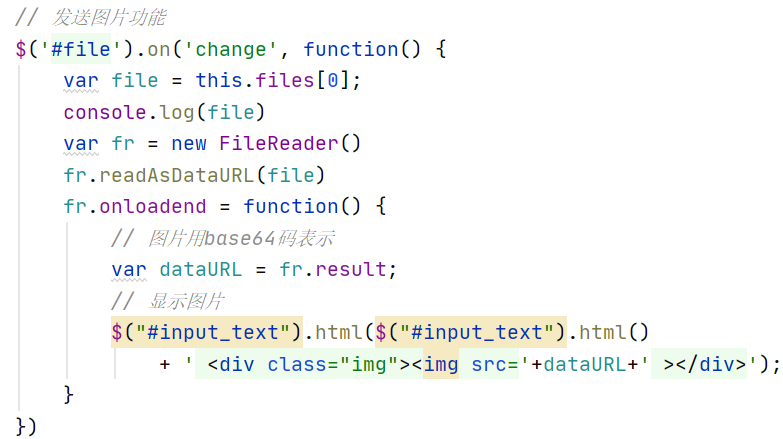 // 发送图片功能
$('#file').on('change', function() {
    var file = this.files[0];
    console.log(file)
    var fr = new FileReader()
    fr.readAsDataURL(file)
    fr.onloadend = function() {
        // 图片用base64码表示
        var dataURL = fr.result;
        // 显示图片
        $("#input_text").html($("#input_text").html()
            + ' <div class="img"><img src='+dataURL+' ></div>');
    }
})